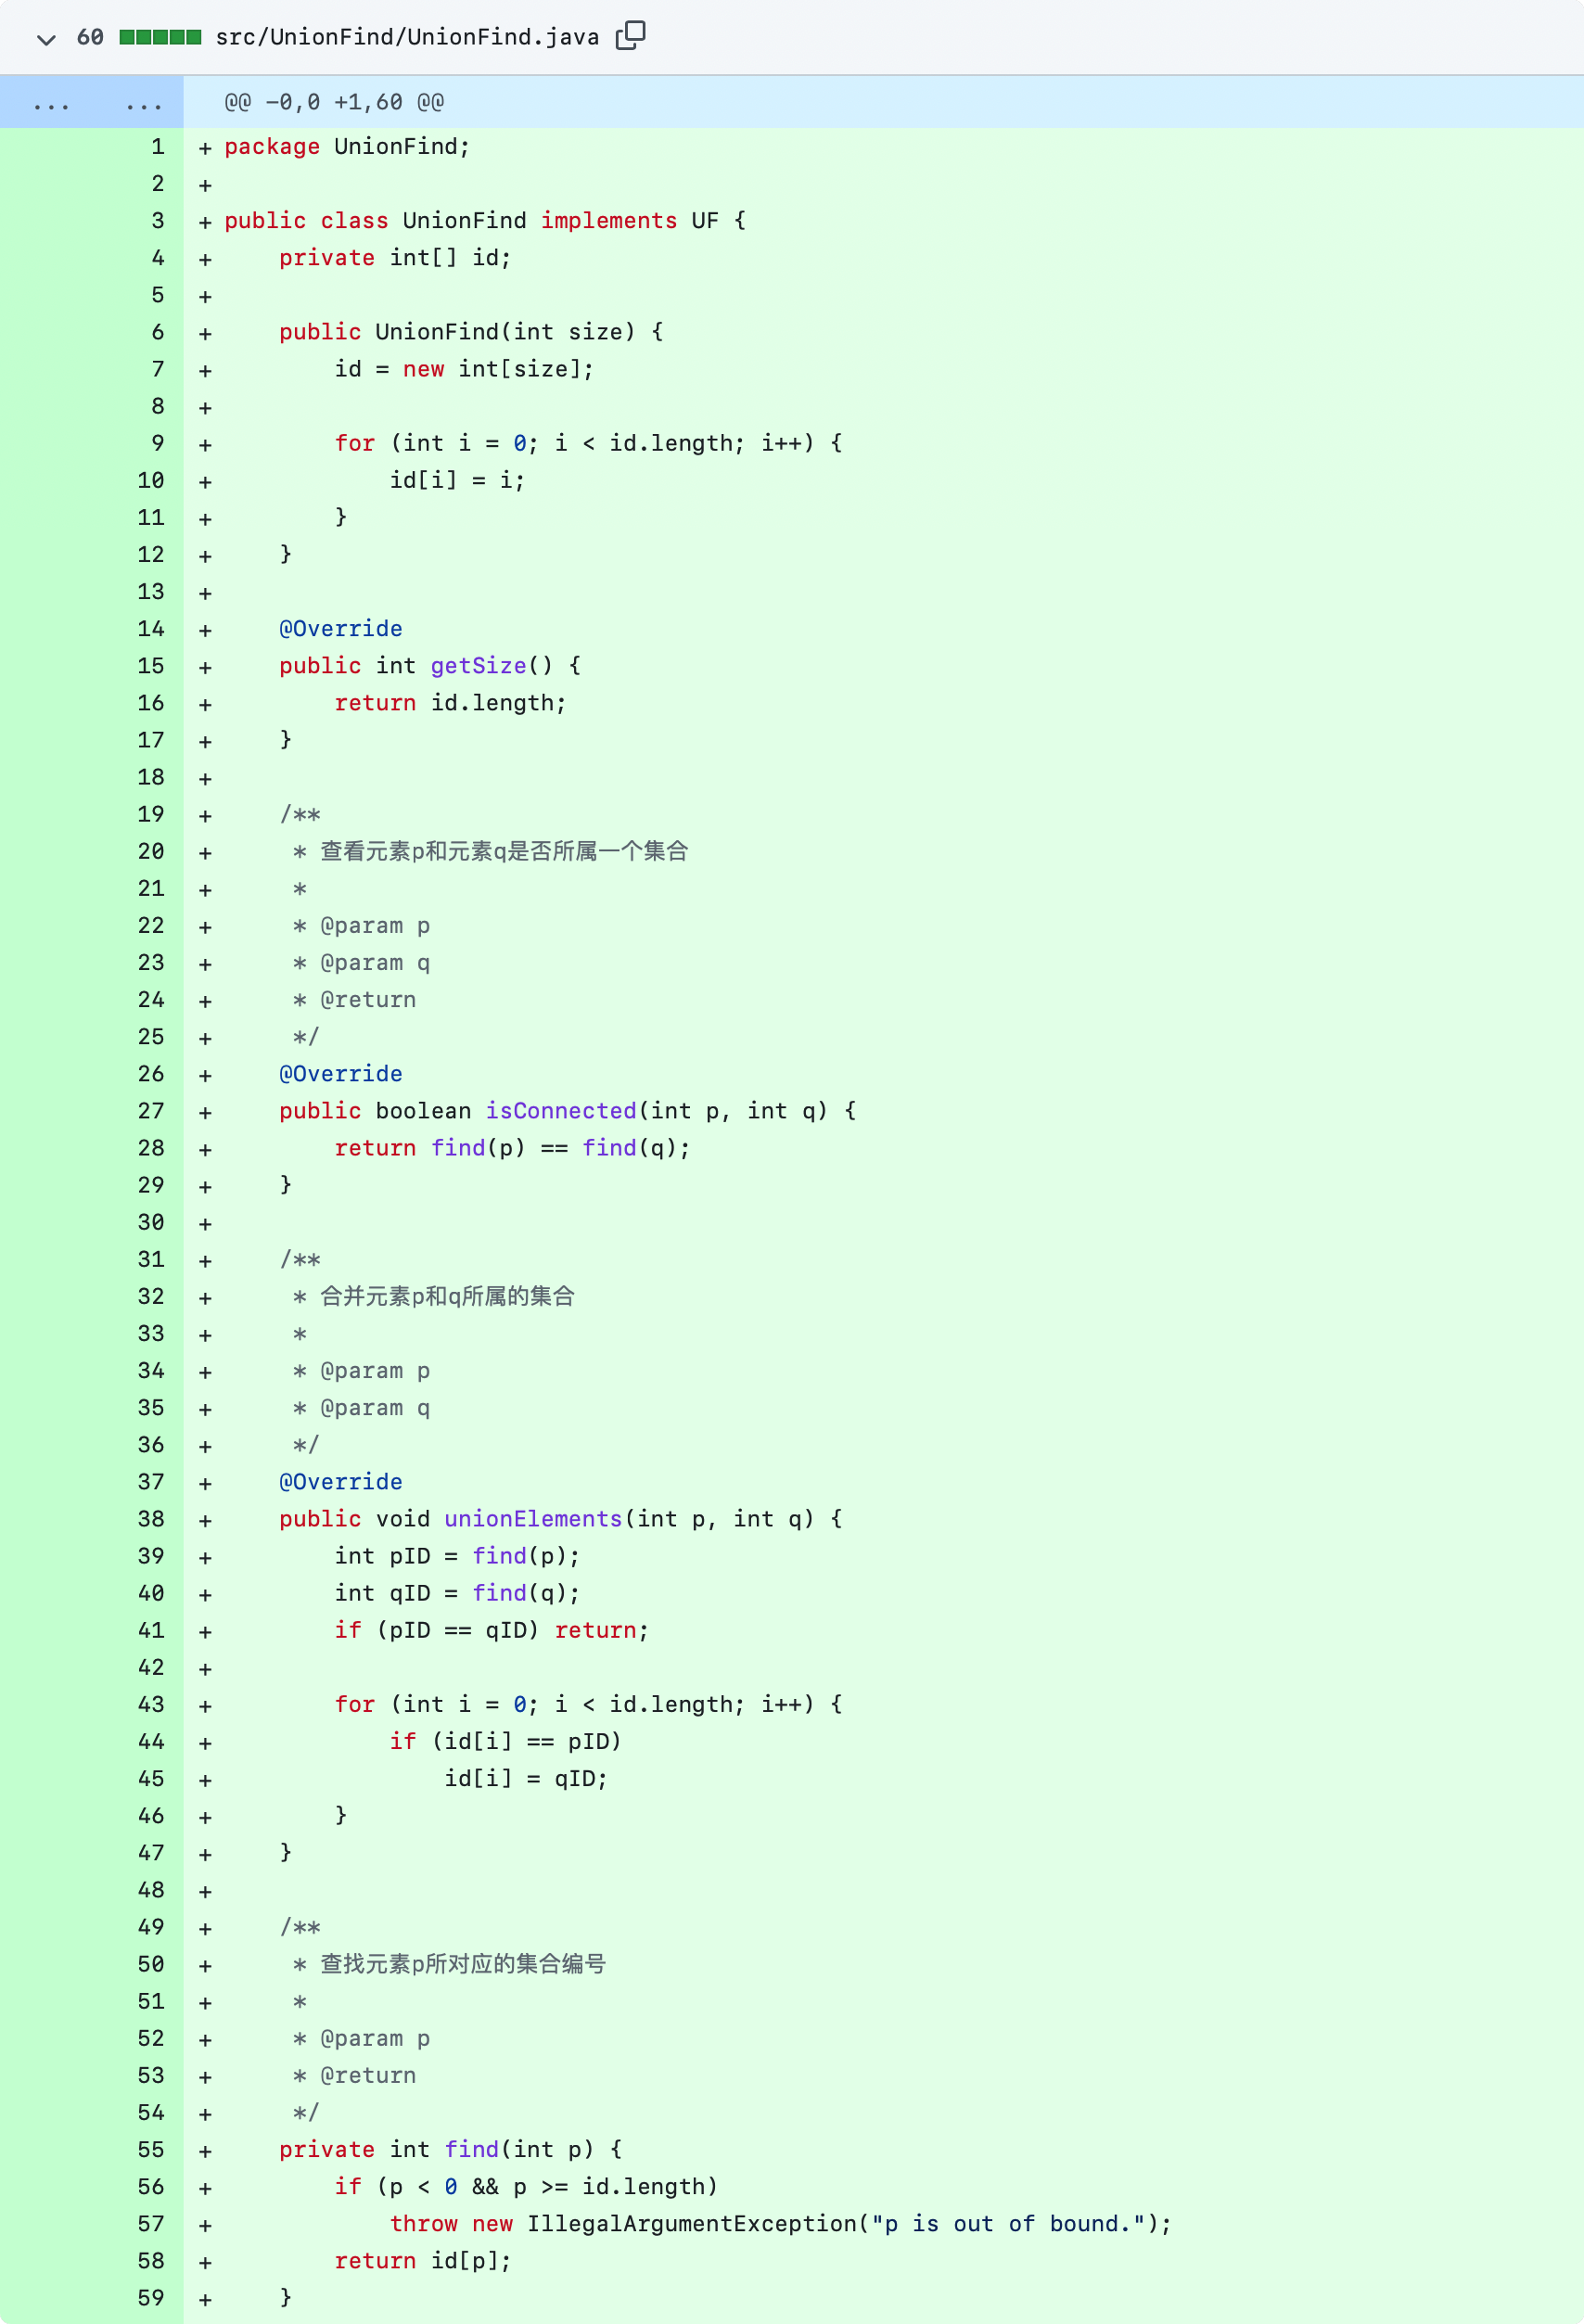 60 src/UnionFind/UnionFind.java
... ... @@ -0,0 +1,60 @@
1 + package UnionFind;
2 +
3 + public class UnionFind implements UF {
4 +     private int[] id;
5 +
6 +     public UnionFind(int size) {
7 +         id = new int[size];
8 +
9 +         for (int i = 0; i < id.length; i++) {
10 +             id[i] = i;
11 +         }
12 +     }
13 +
14 +     @Override
15 +     public int getSize() {
16 +         return id.length;
17 +     }
18 +
19 +     /**
20 +      * 查看元素p和元素q是否所属一个集合
21 +      *
22 +      * @param p
23 +      * @param q
24 +      * @return
25 +      */
26 +     @Override
27 +     public boolean isConnected(int p, int q) {
28 +         return find(p) == find(q);
29 +     }
30 +
31 +     /**
32 +      * 合并元素p和q所属的集合
33 +      *
34 +      * @param p
35 +      * @param q
36 +      */
37 +     @Override
38 +     public void unionElements(int p, int q) {
39 +         int pID = find(p);
40 +         int qID = find(q);
41 +         if (pID == qID) return;
42 +
43 +         for (int i = 0; i < id.length; i++) {
44 +             if (id[i] == pID)
45 +                 id[i] = qID;
46 +         }
47 +     }
48 +
49 +     /**
50 +      * 查找元素p所对应的集合编号
51 +      *
52 +      * @param p
53 +      * @return
54 +      */
55 +     private int find(int p) {
56 +         if (p < 0 && p >= id.length)
57 +             throw new IllegalArgumentException("p is out of bound.");
58 +         return id[p];
59 +     }